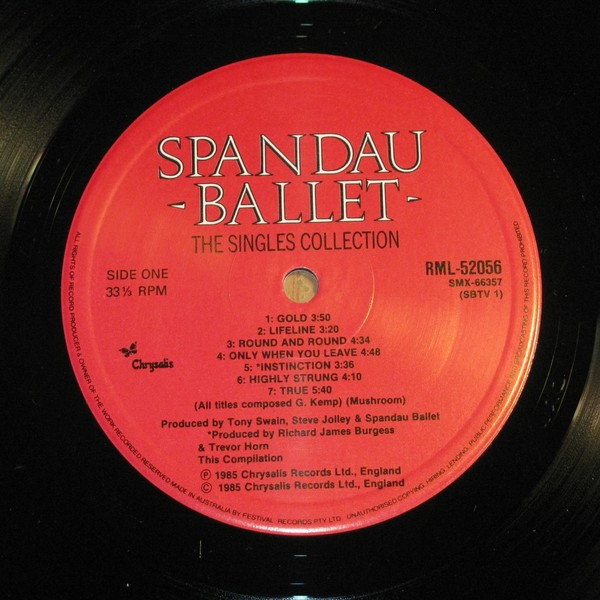 SPANDAU
-BALLET-
THE SINGLES COLLECTION
SIDE ONE
33 ⅓ RPM
RML-52056
SMX-66357
(SBTV 1)
1: GOLD 3:50
2: LIFELINE 3:20
3: ROUND AND ROUND 4:34
4: ONLY WHEN YOU LEAVE 4:48
5: *INSTINCTION 3:36
6: HIGHLY STRUNG 4:10
7: TRUE 5:40
(All titles composed G. Kemp) (Mushroom)
Chrysalis
Produced by Tony Swain, Steve Jolley & Spandau Ballet
*Produced by Richard James Burgess
& Trevor Horn
This Compilation
Ⓟ 1985 Chrysalis Records Ltd., England
© 1985 Chrysalis Records Ltd., England
ALL RIGHTS OF RECORD PRODUCER & OWNER OF THE WORK RECORDED RESERVED MADE IN AUSTRALIA BY FESTIVAL RECORDS PTY LTD. UNAUTHORISED COPYING, HIRING, LENDING, PUBLIC PERFORMANCE OF THIS RECORD PROHIBITED